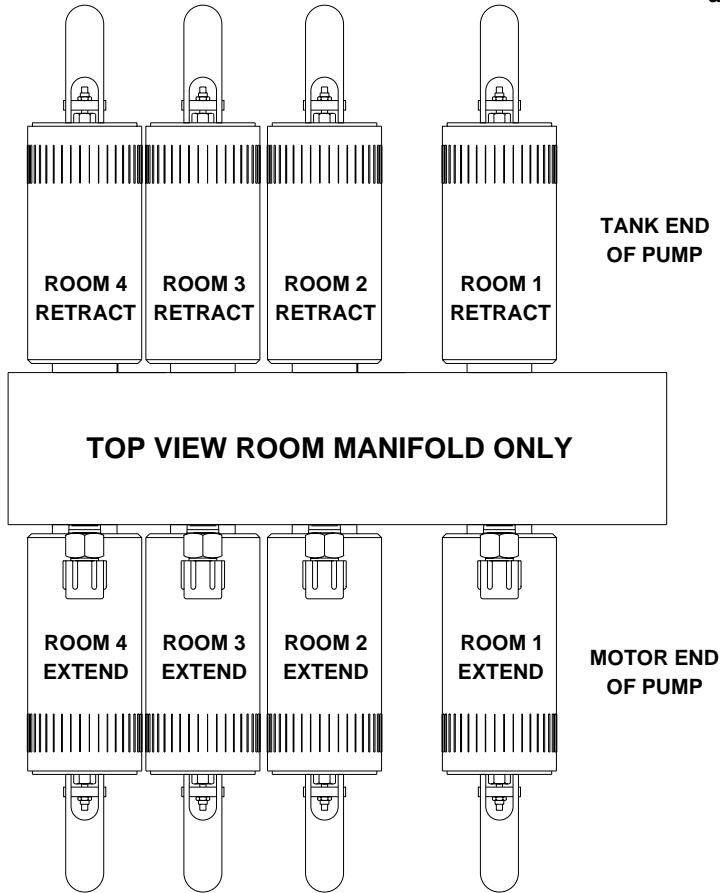 ROOM 4
RETRACT
ROOM 3
RETRACT
ROOM 2
RETRACT
ROOM 1
RETRACT
TANK END
OF PUMP
TOP VIEW ROOM MANIFOLD ONLY
ROOM 4
EXTEND
ROOM 3
EXTEND
ROOM 2
EXTEND
ROOM 1
EXTEND
MOTOR END
OF PUMP